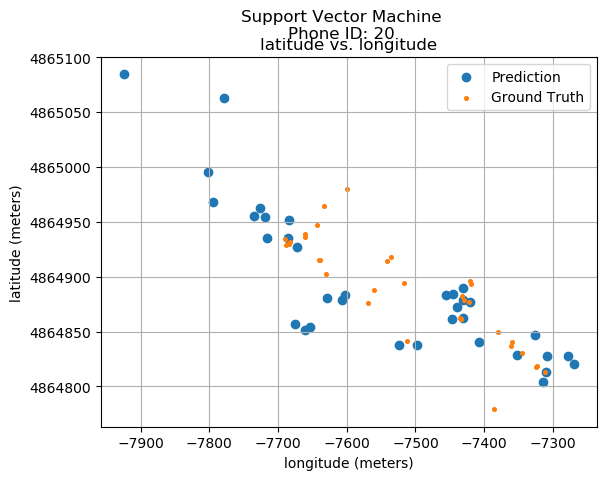 Support Vector Machine
Phone ID: 20
latitude vs. longitude
Prediction
Ground Truth
4865100
4865050
4865000
4864950
4864900
4864850
4864800
latitude (meters)
−7900 −7800 −7700 −7600 −7500 −7400 −7300
longitude (meters)